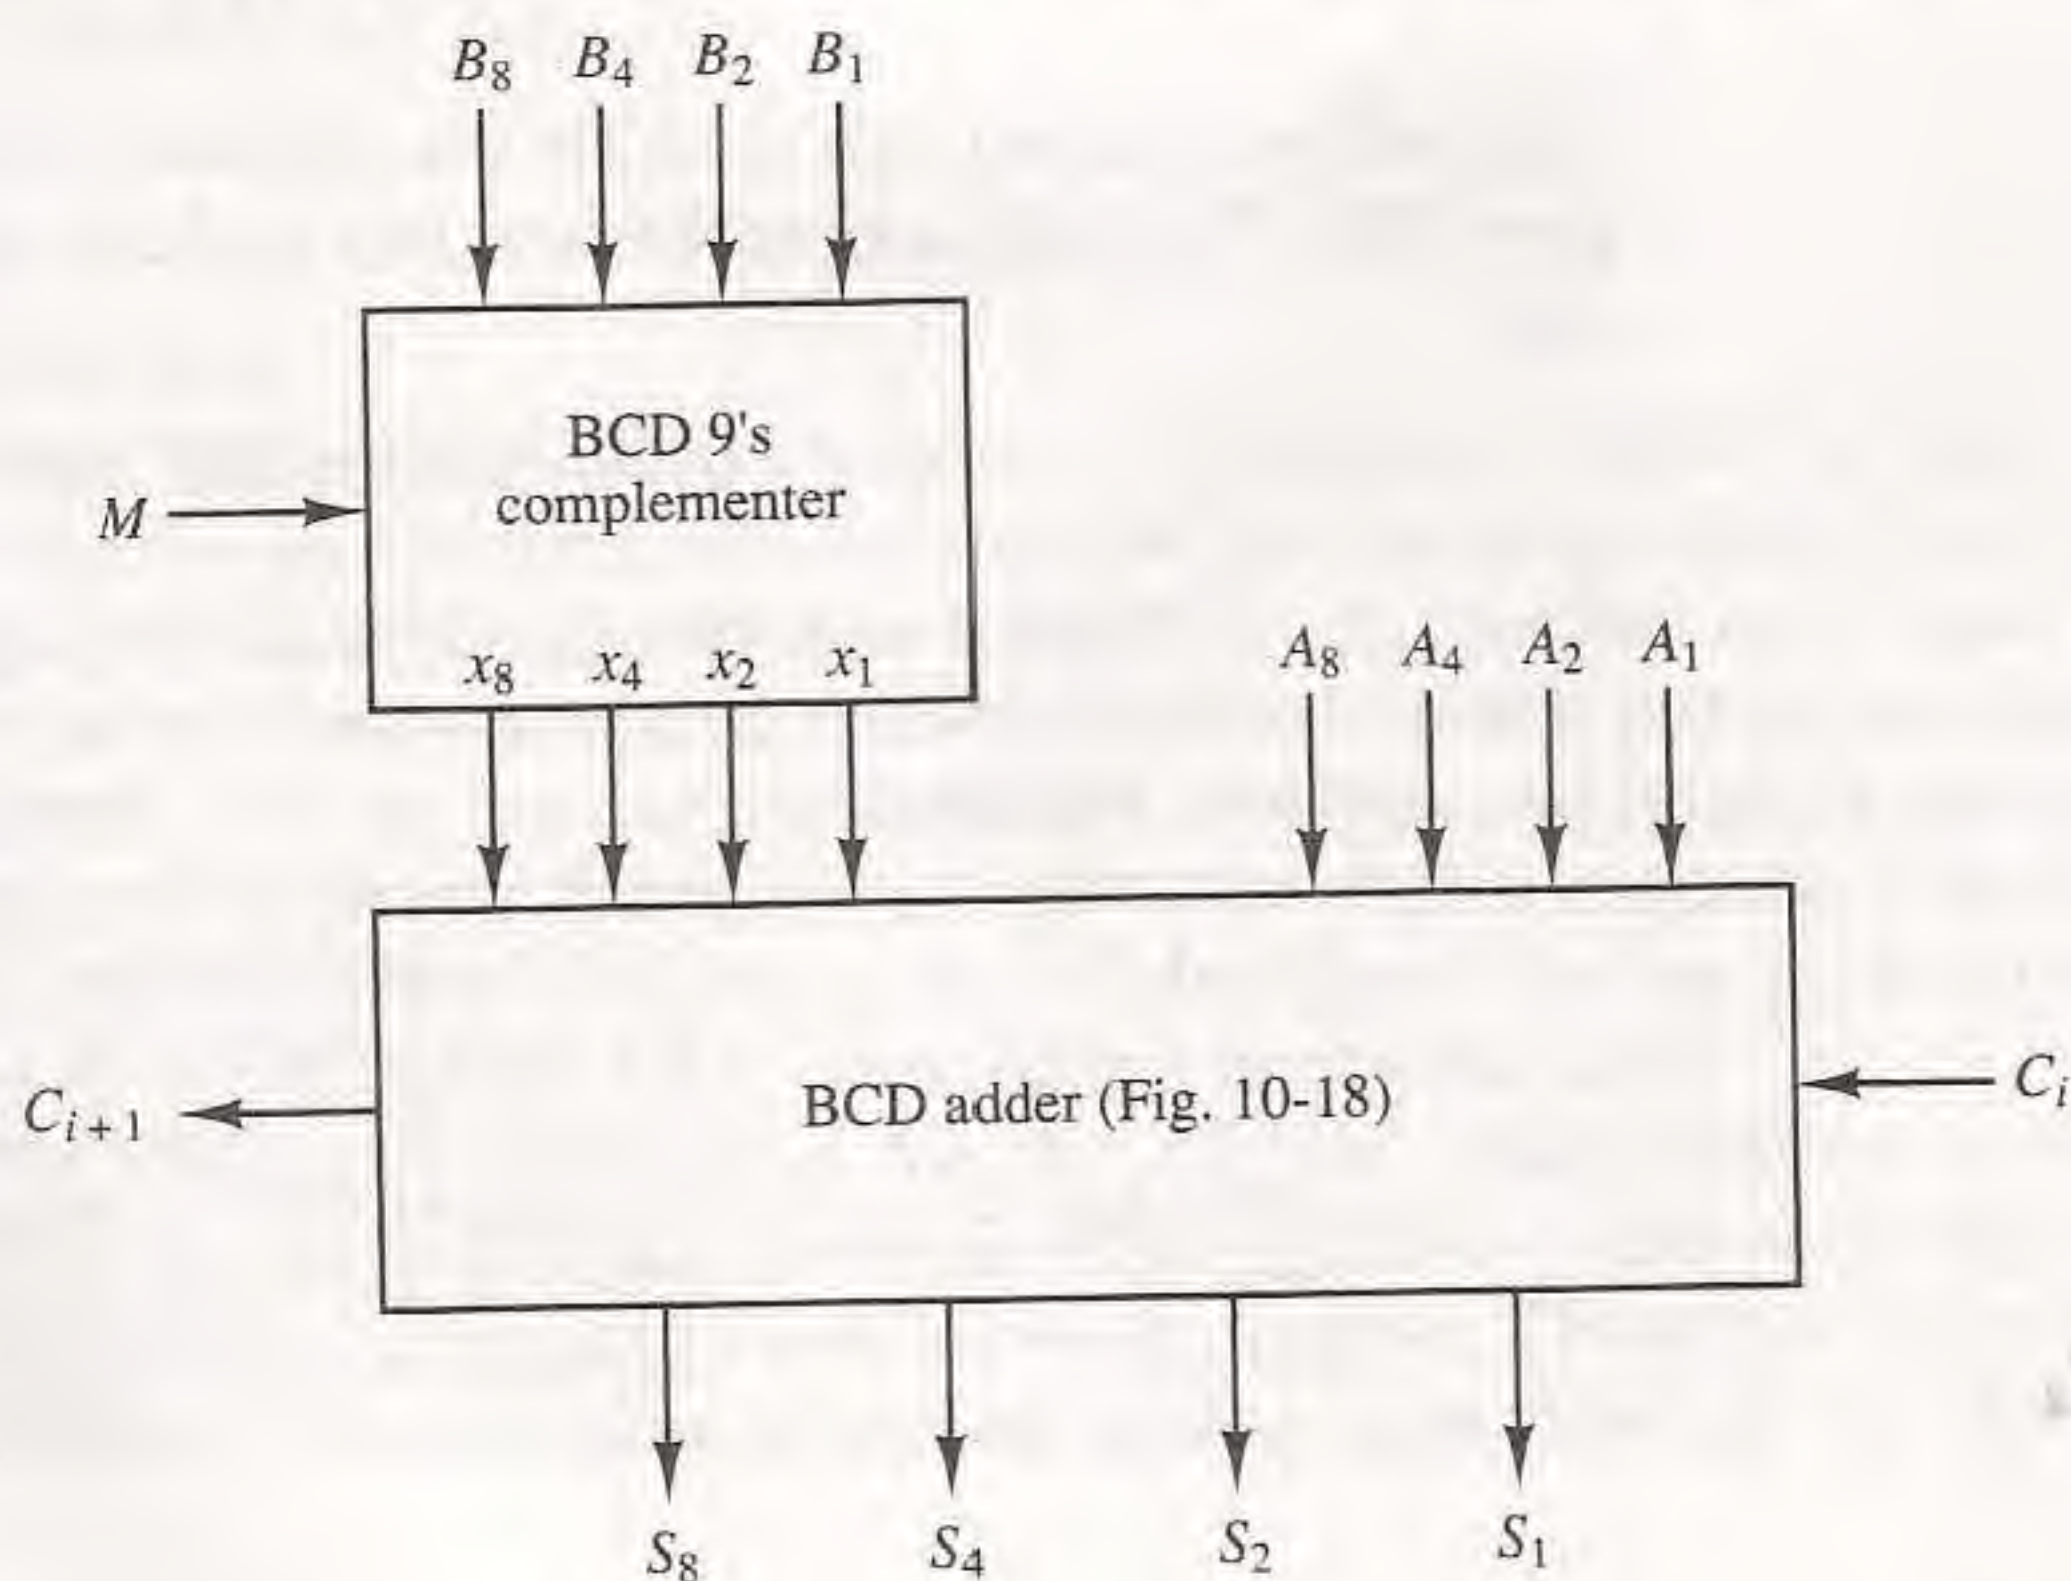 B₈ B₄ B₂ B₁
BCD 9's
complementer
M
x₈ x₄ x₂ x₁
A₈ A₄ A₂ A₁
BCD adder (Fig. 10-18)
Cᵢ
Cᵢ₊₁
S₈ S₄ S₂ S₁